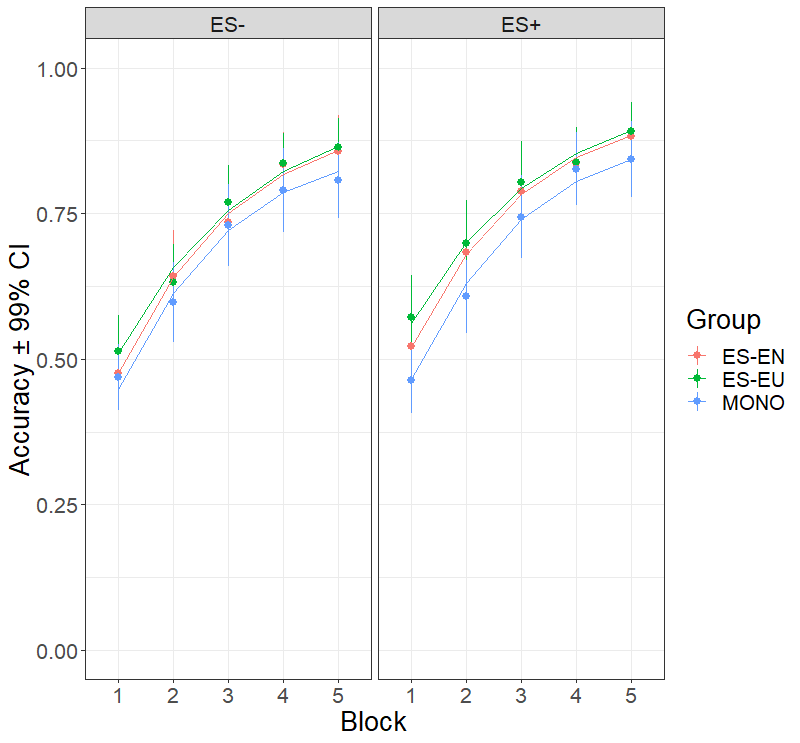 ES-
ES+
Accuracy ± 99% CI
1.00
0.75
0.50
0.25
0.00
1 2 3 4 5
1 2 3 4 5
Block
Group
ES-EN
ES-EU
MONO